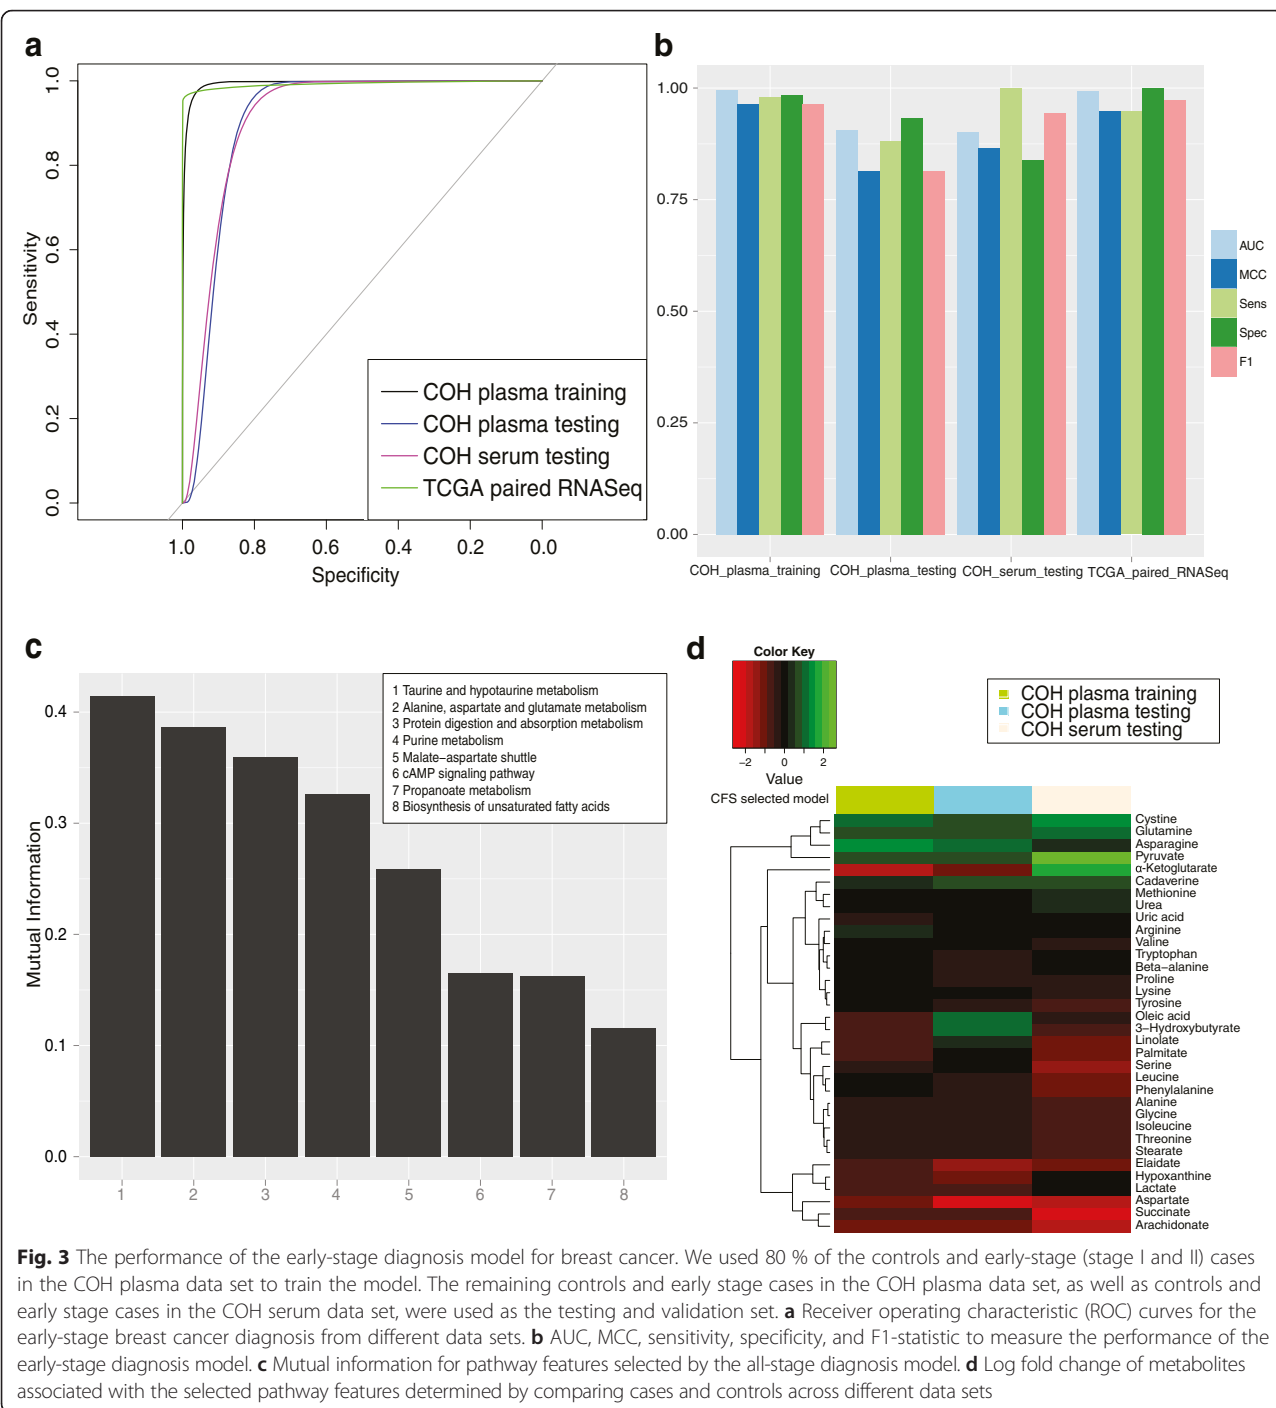 a
1.0
0.8
0.6
0.4
0.2
0.0
Sensitivity
COH plasma training
COH plasma testing
COH serum testing
TCGA paired RNASeq
1.0 0.8 0.6 0.4 0.2 0.0
Specificity
b
1.00
0.75
0.50
0.25
0.00
COH_plasma_training COH_plasma_testing COH_serum_testing TCGA_paired_RNASeq
AUC
MCC
Sens
Spec
F1
c
Mutual Information
0.4
0.3
0.2
0.1
0.0
1 Taurine and hypotaurine metabolism
2 Alanine, aspartate and glutamate metabolism
3 Protein digestion and absorption metabolism
4 Purine metabolism
5 Malate−aspartate shuttle
6 cAMP signaling pathway
7 Propanoate metabolism
8 Biosynthesis of unsaturated fatty acids
1 2 3 4 5 6 7 8
d
Color Key
−2 0 2
Value
COH plasma training
COH plasma testing
COH serum testing
CFS selected model
Cystine
Glutamine
Asparagine
Pyruvate
α-Ketoglutarate
Cadaverine
Methionine
Urea
Uric acid
Arginine
Valine
Tryptophan
Beta−alanine
Proline
Lysine
Tyrosine
Oleic acid
3−Hydroxybutyrate
Linolate
Palmitate
Serine
Leucine
Phenylalanine
Alanine
Glycine
Isoleucine
Threonine
Stearate
Elaidate
Hypoxanthine
Lactate
Aspartate
Succinate
Arachidonate
Fig. 3 The performance of the early-stage diagnosis model for breast cancer. We used 80 % of the controls and early-stage (stage I and II) cases
in the COH plasma data set to train the model. The remaining controls and early stage cases in the COH plasma data set, as well as controls and
early stage cases in the COH serum data set, were used as the testing and validation set. a Receiver operating characteristic (ROC) curves for the
early-stage breast cancer diagnosis from different data sets. b AUC, MCC, sensitivity, specificity, and F1-statistic to measure the performance of the
early-stage diagnosis model. c Mutual information for pathway features selected by the all-stage diagnosis model. d Log fold change of metabolites
associated with the selected pathway features determined by comparing cases and controls across different data sets